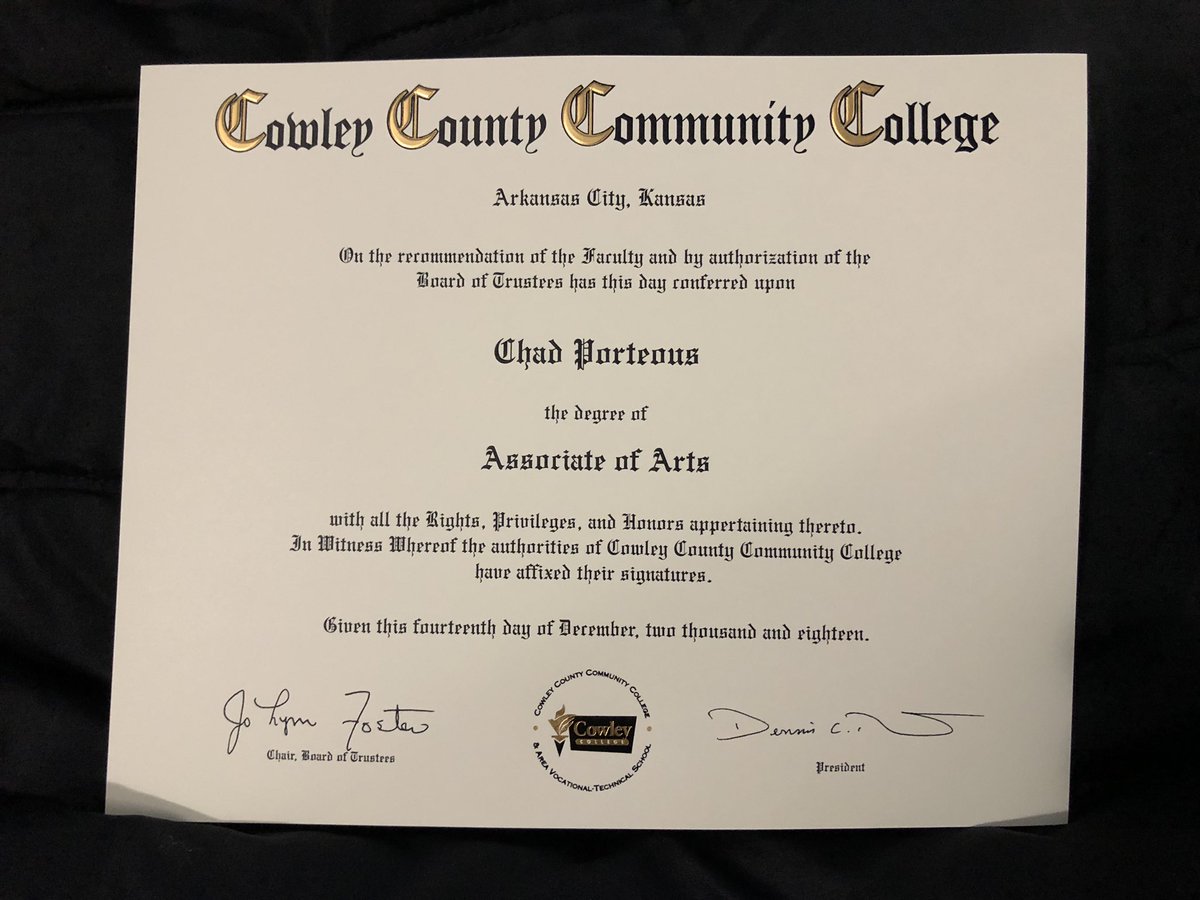 Cowley County Community College
Arkansas City, Kansas
On the recommendation of the Faculty and by authorization of the
Board of Trustees has this day conferred upon
Chad Porteous
the degree of
Associate of Arts
with all the Rights, Privileges, and Honors appertaining thereto.
In Witness Whereof the authorities of Cowley County Community College
have affixed their signatures.
Given this fourteenth day of December, two thousand and eighteen.
Jo Lynn Foster
Chair, Board of Trustees
COWLEY COUNTY COMMUNITY COLLEGE
Cowley
COLLEGE
& AREA VOCATIONAL-TECHNICAL SCHOOL
Dennis C.
President